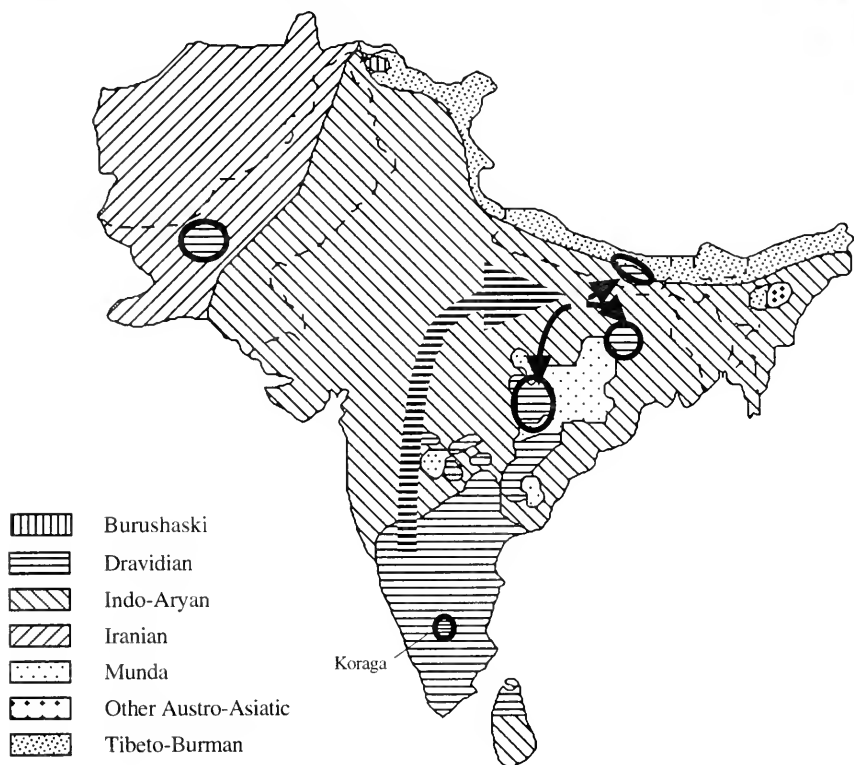 Koraga
Burushaski
Dravidian
Indo-Aryan
Iranian
Munda
Other Austro-Asiatic
Tibeto-Burman